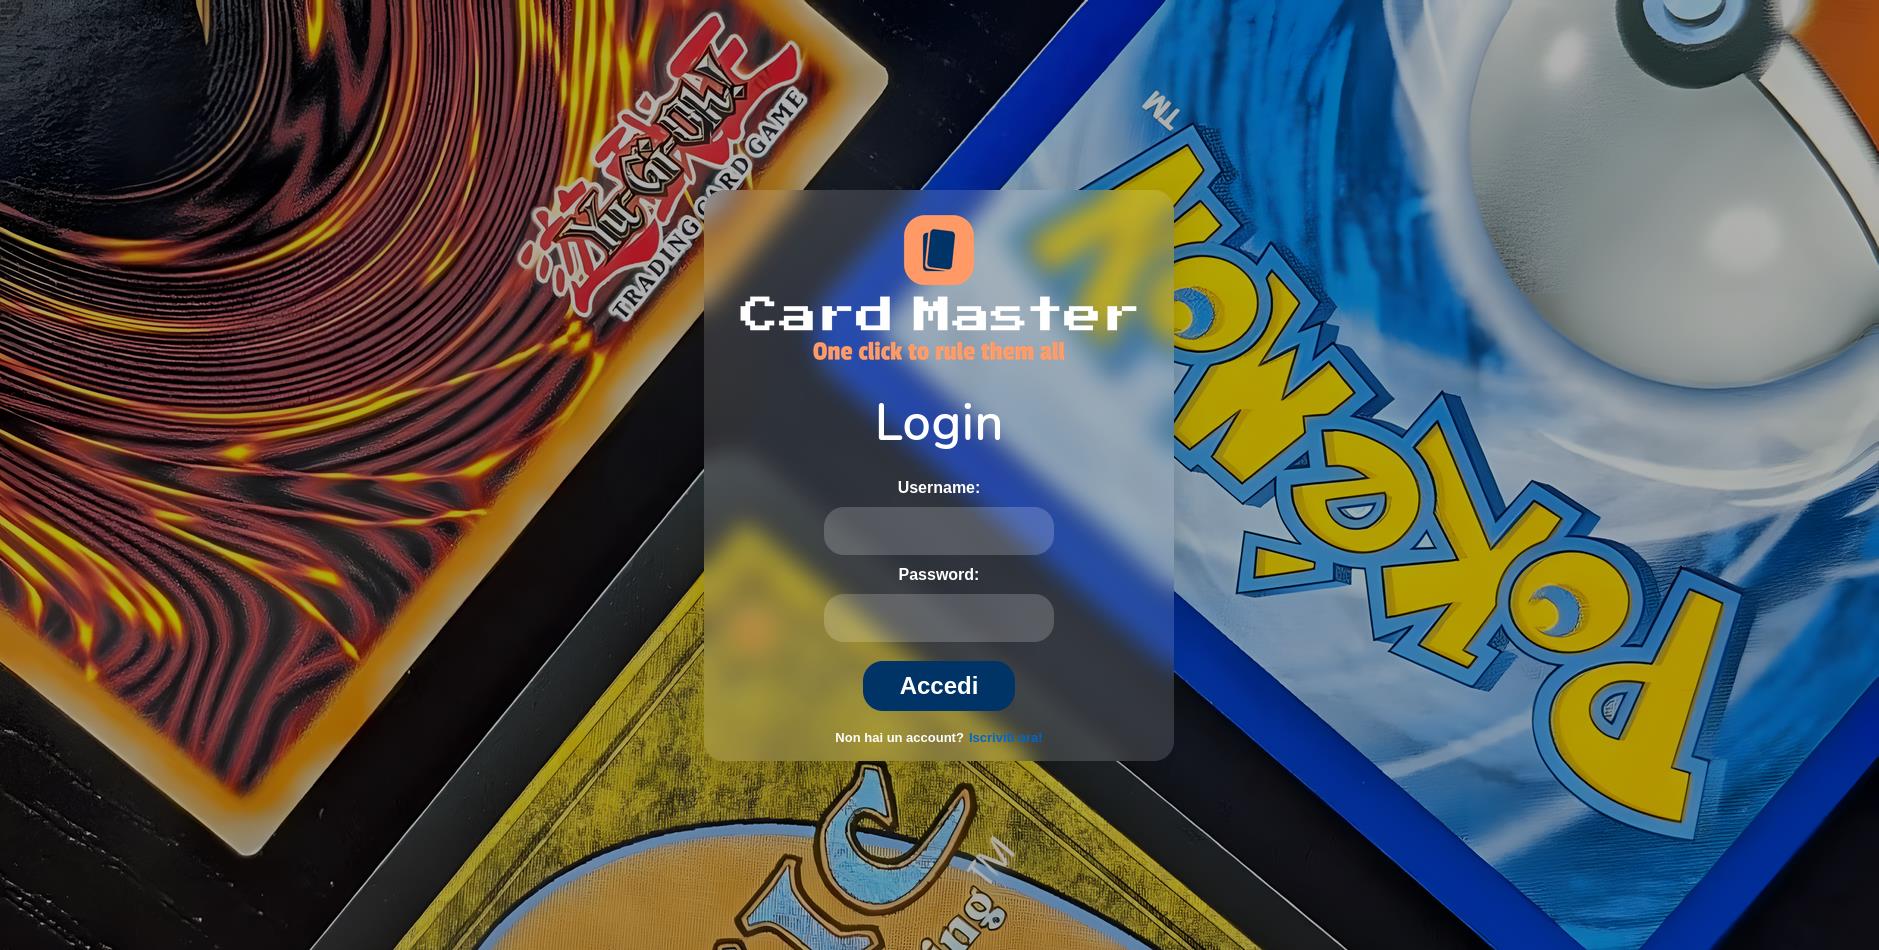 Yu-Gi-Oh!
TRADING CARD GAME
TM
POKéMON
Card Master
One click to rule them all
Login
Username:
Password:
Accedi
Non hai un account? Iscriviti ora!
TM